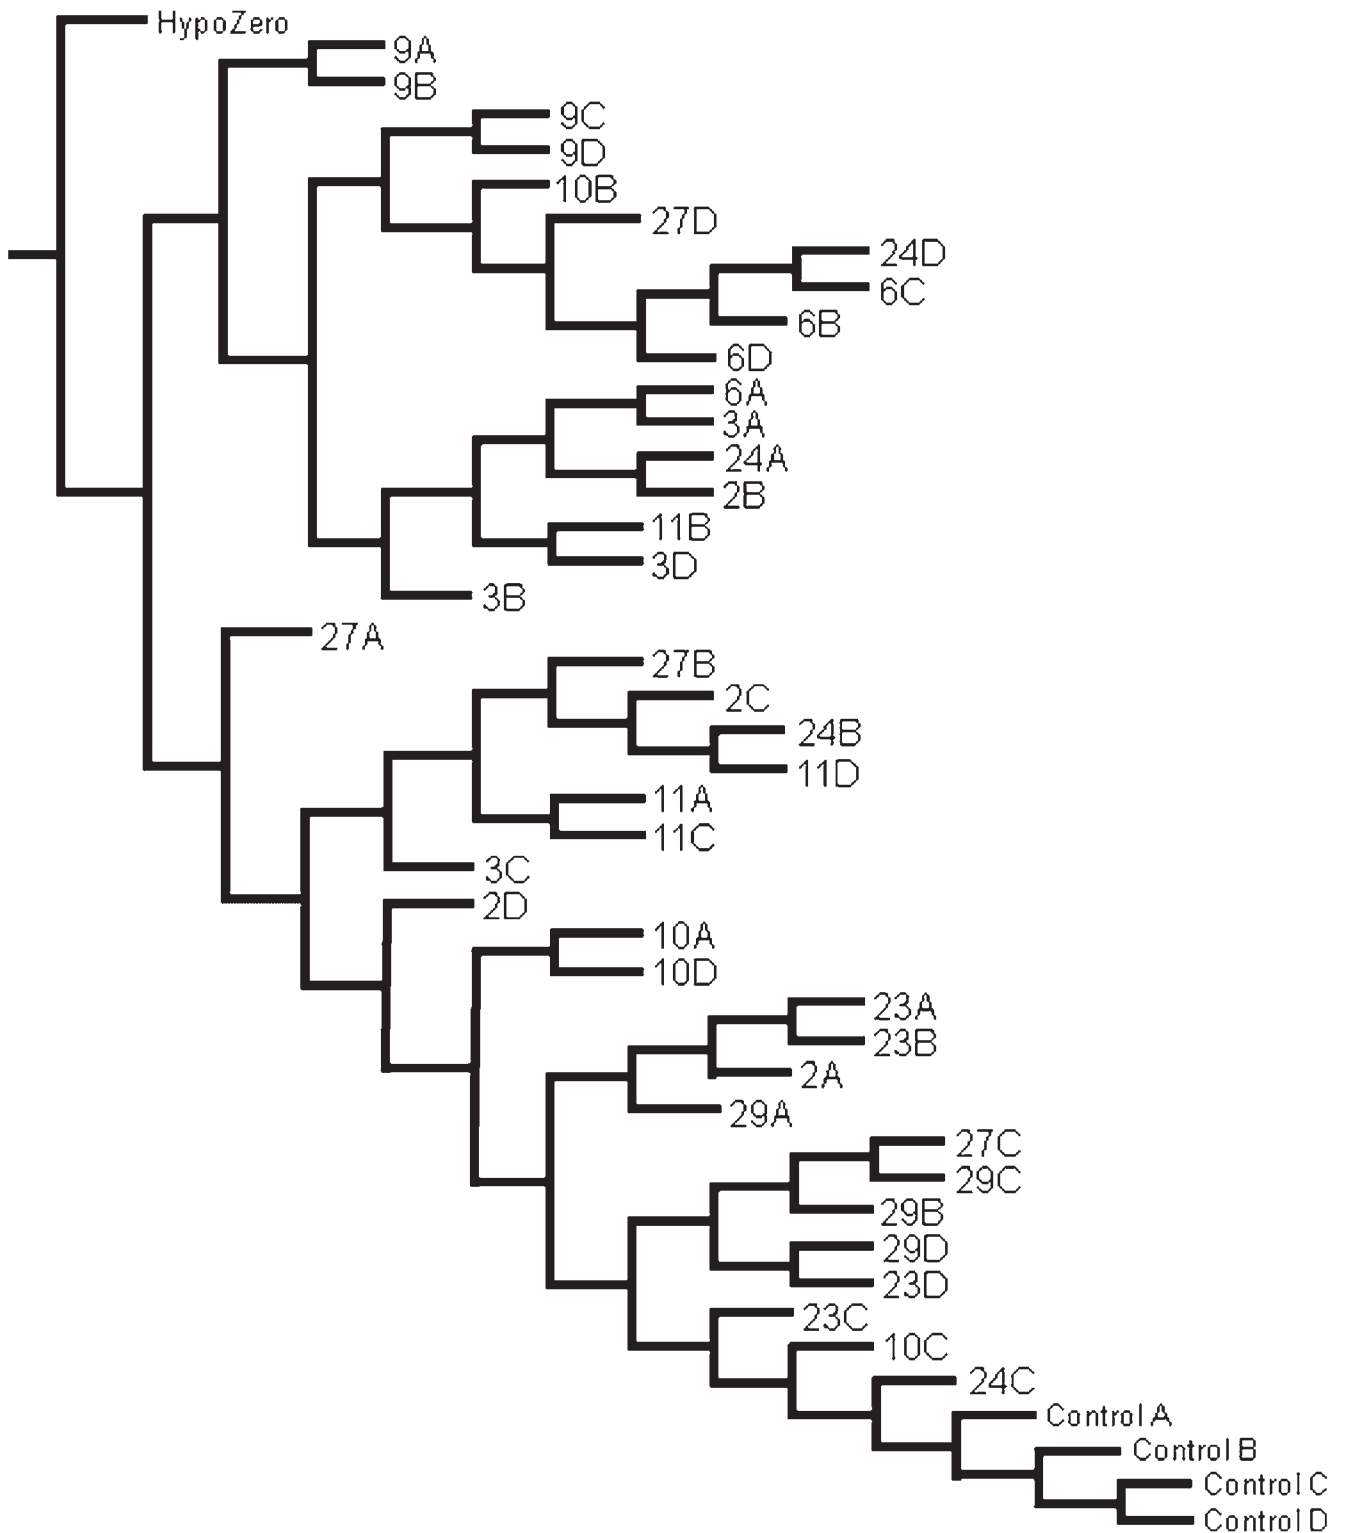 HypoZero
9A
9B
9C
9D
10B
27D
24D
6C
6B
6D
6A
3A
24A
2B
11B
3D
3B
27A
27B
2C
24B
11D
11A
11C
3C
2D
10A
10D
23A
23B
2A
29A
27C
29C
29B
29D
23D
23C
10C
24C
Control A
Control B
Control C
Control D